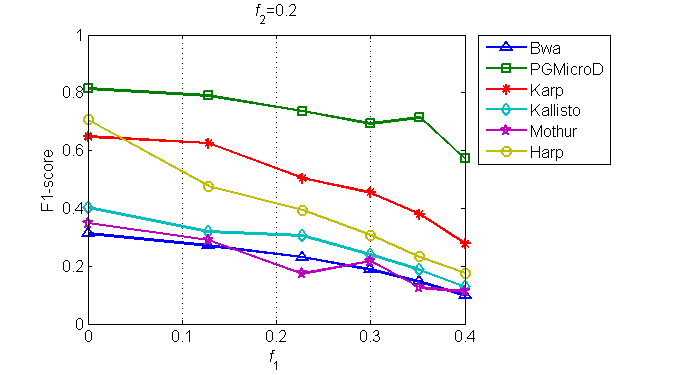 f2=0.2
F1-score
1
0.8
0.6
0.4
0.2
0
0 0.1 0.2 0.3 0.4
f1
Bwa
PGMicroD
Karp
Kallisto
Mothur
Harp